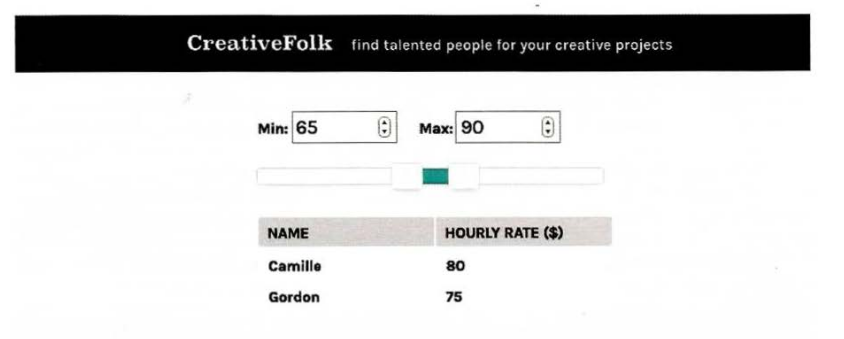 CreativeFolk find talented people for your creative projects
Min: 65 Max: 90
NAME HOURLY RATE ($)
Camille 80
Gordon 75